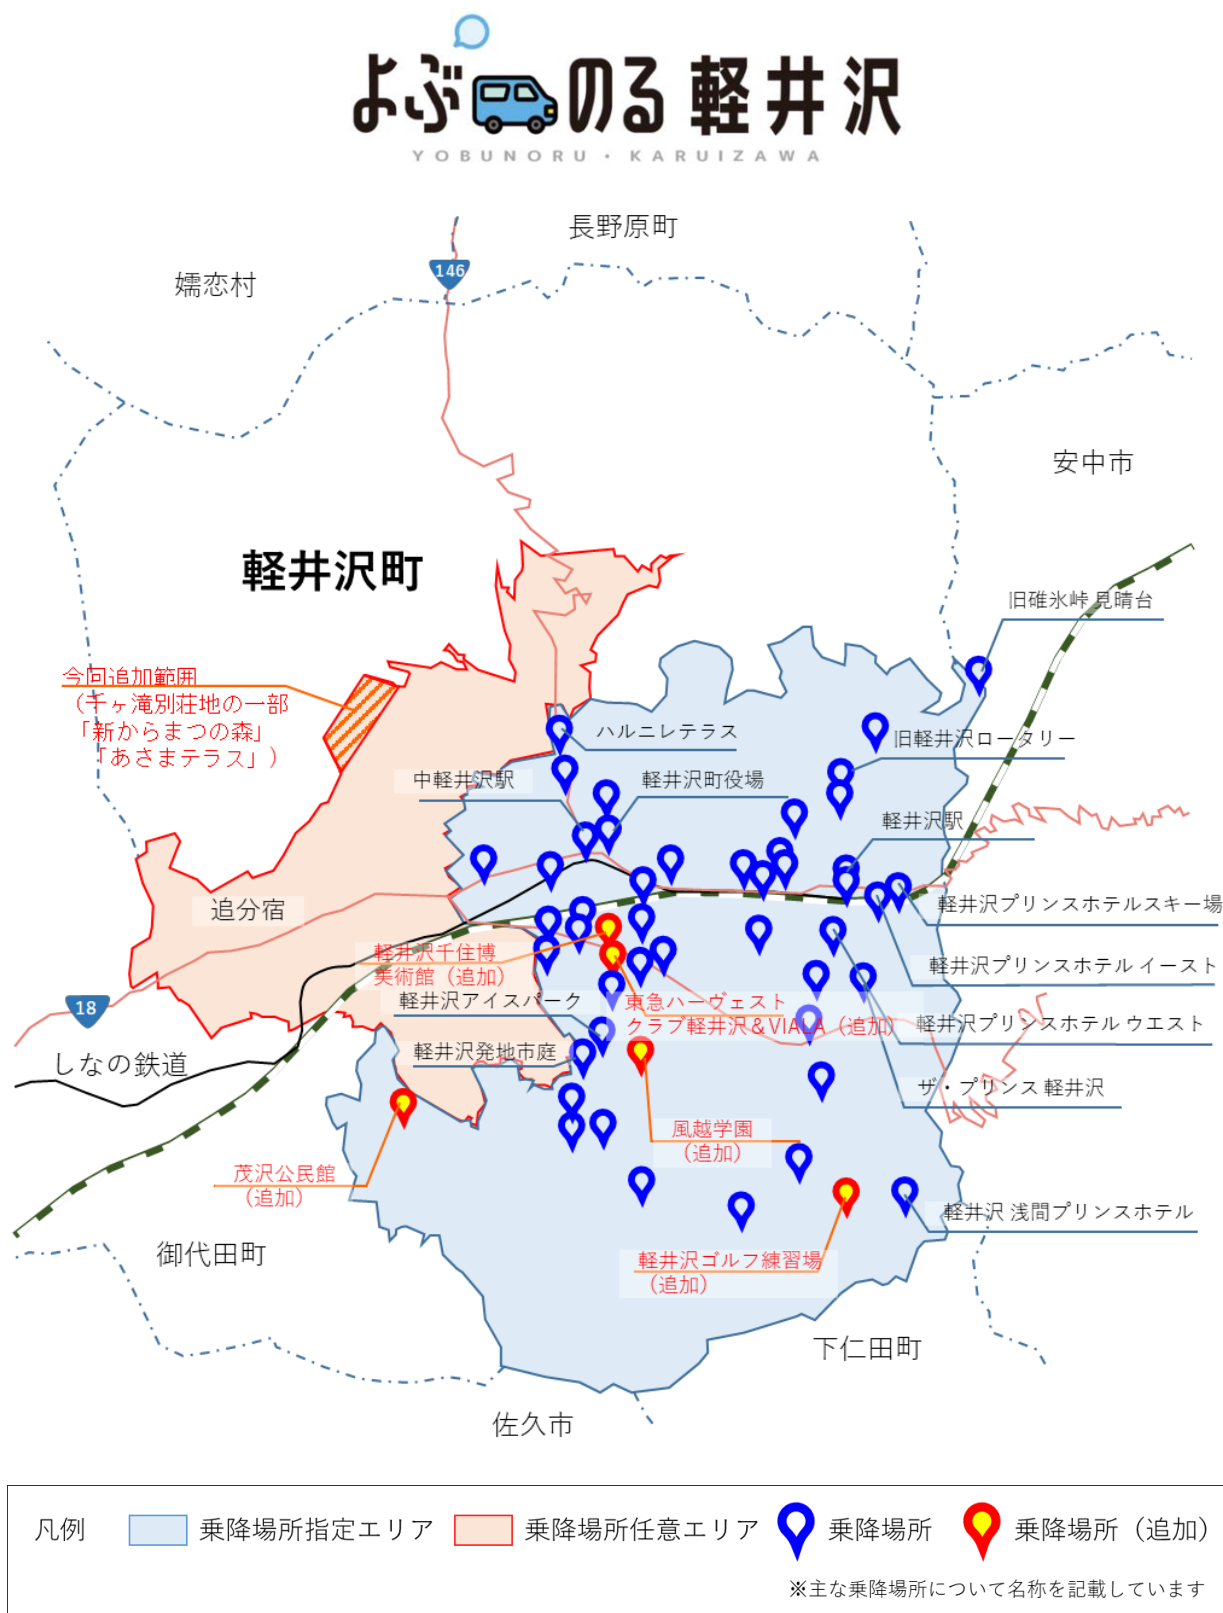 よぶのる軽井沢
YOBUNORU・KARUIZAWA
長野原町
146
嬬恋村
安中市
軽井沢町
旧碓氷峠 見晴台
今回追加範囲
（千ヶ滝別荘地の一部
「新からまつの森」
「あさまテラス」）
ハルニレテラス
旧軽井沢ロータリー
中軽井沢駅
軽井沢町役場
軽井沢駅
追分宿
軽井沢プリンスホテルスキー場
軽井沢千住博
美術館（追加）
軽井沢プリンスホテル イースト
18
軽井沢アイスパーク
東急ハーヴェスト
クラブ軽井沢＆VIALA（追加）
軽井沢プリンスホテル ウエスト
しなの鉄道
軽井沢発地市庭
ザ・プリンス 軽井沢
風越学園
（追加）
茂沢公民館
（追加）
軽井沢 浅間プリンスホテル
御代田町
軽井沢ゴルフ練習場
（追加）
下仁田町
佐久市
凡例
乗降場所指定エリア
乗降場所任意エリア
乗降場所
乗降場所（追加）
※主な乗降場所について名称を記載しています